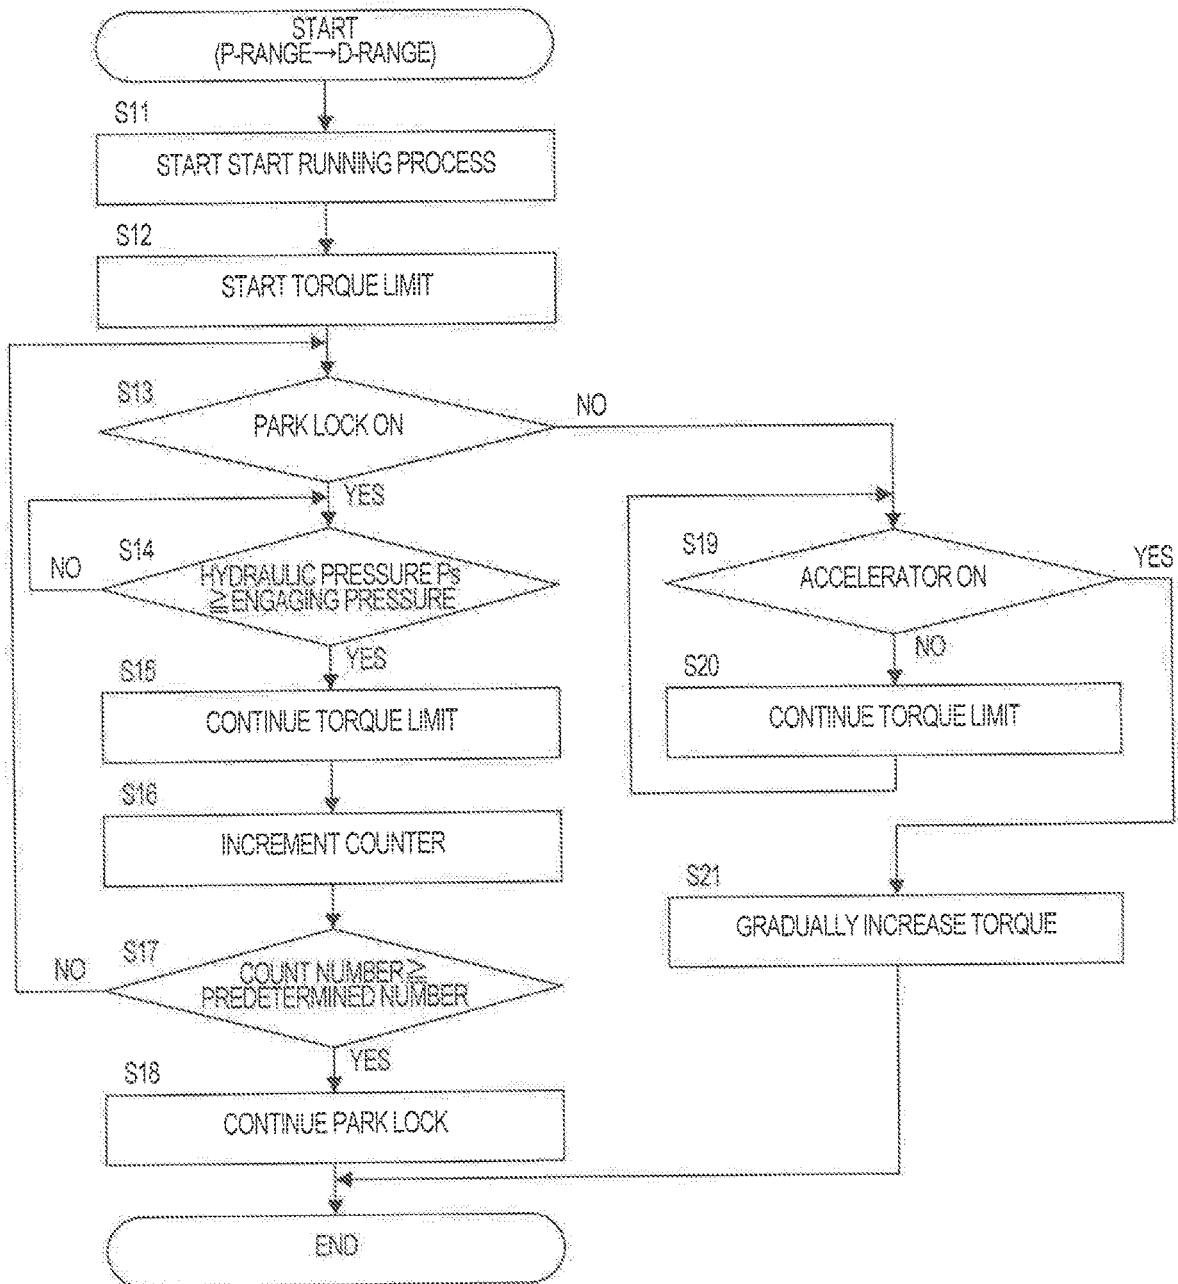 START
(P-RANGE→D-RANGE)
S11
START START RUNNING PROCESS
S12
START TORQUE LIMIT
S13
PARK LOCK ON
NO
YES
S14
NO
HYDRAULIC PRESSURE Ps
≧ENGAGING PRESSURE
YES
S15
CONTINUE TORQUE LIMIT
S16
INCREMENT COUNTER
S17
NO
COUNT NUMBER≧
PREDETERMINED NUMBER
YES
S18
CONTINUE PARK LOCK
S19
ACCELERATOR ON
YES
NO
S20
CONTINUE TORQUE LIMIT
S21
GRADUALLY INCREASE TORQUE
END